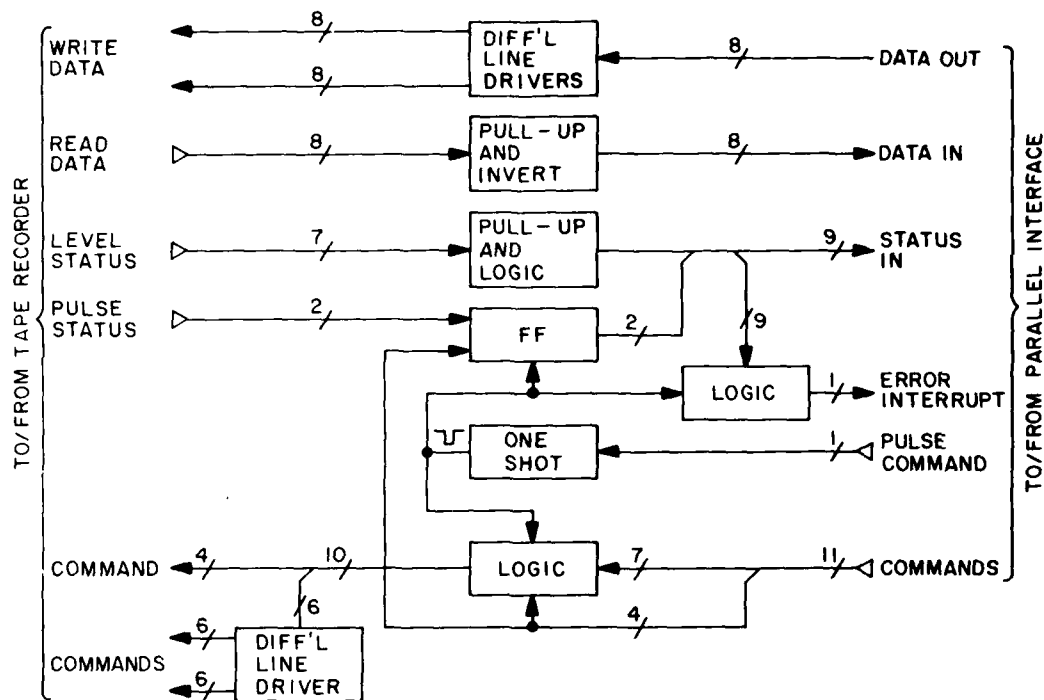 TO/FROM TAPE RECORDER
WRITE
DATA
8
8
DIFF'L
LINE
DRIVERS
8
DATA OUT
READ
DATA
8
PULL-UP
AND
INVERT
8
DATA IN
LEVEL
STATUS
7
PULL-UP
AND
LOGIC
9
STATUS
IN
PULSE
STATUS
2
FF
2
9
LOGIC
1
ERROR
INTERRUPT
ONE
SHOT
1
PULSE
COMMAND
COMMAND
4
10
LOGIC
7
11
COMMANDS
6
4
COMMANDS
6
6
DIFF'L
LINE
DRIVER
TO/FROM PARALLEL INTERFACE